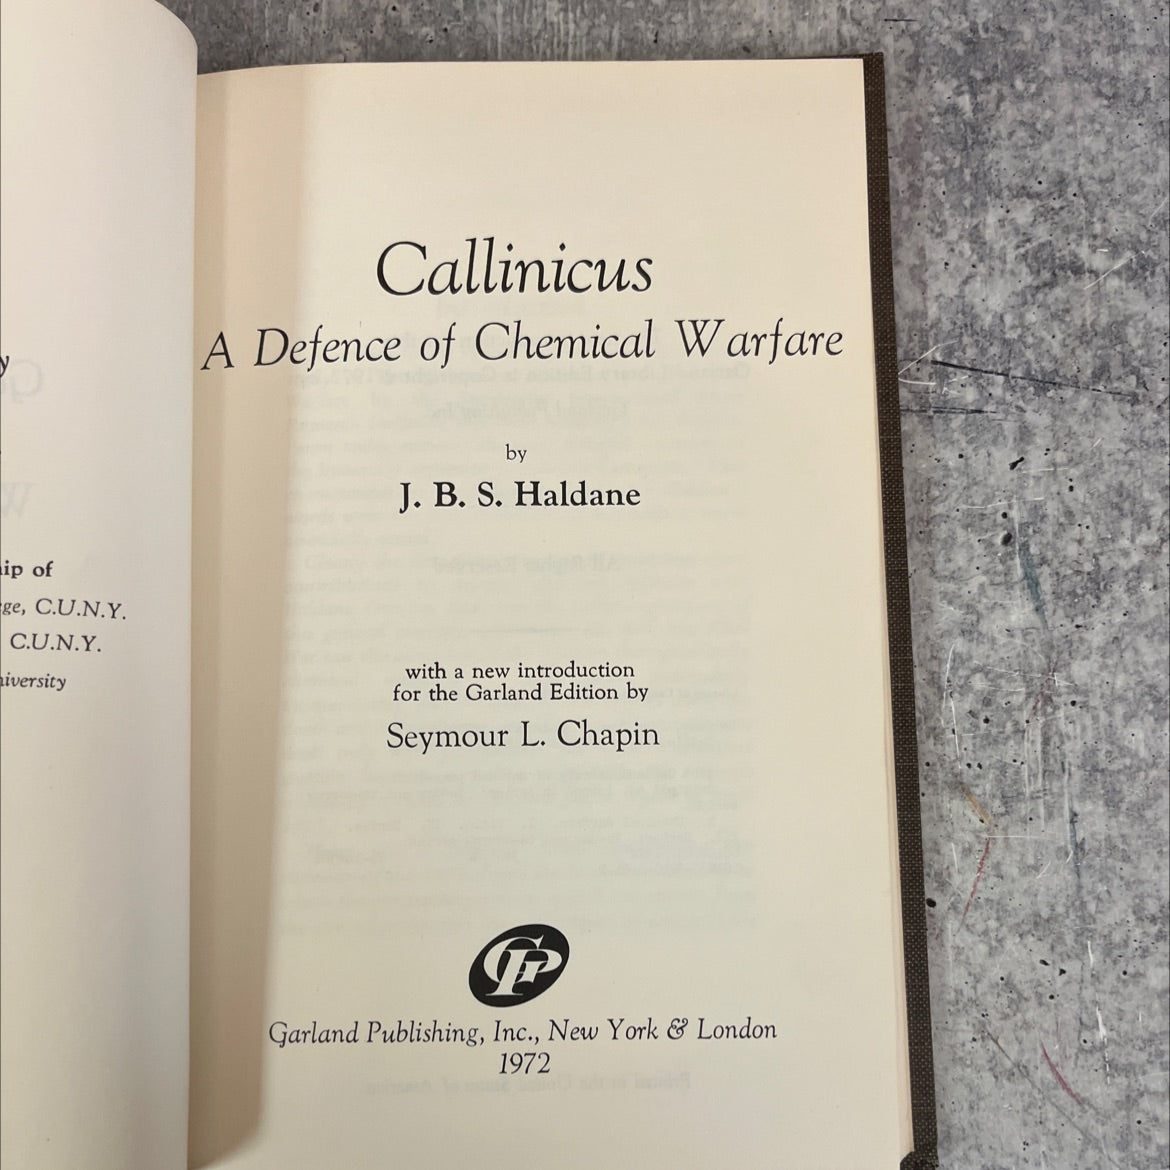 y
ip of
ge, C.U.N.Y.
C.U.N.Y.
iversity
Callinicus
A Defence of Chemical Warfare
by
J. B. S. Haldane
with a new introduction
for the Garland Edition by
Seymour L. Chapin
Garland Publishing, Inc., New York & London
1972